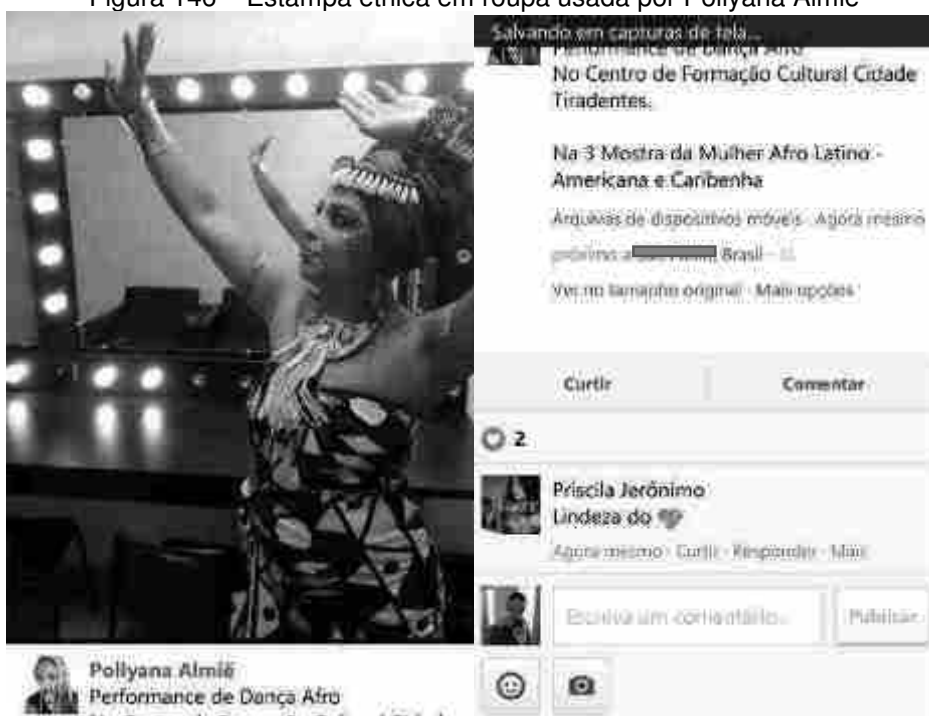 Figura 146 – Estampa étnica em roupa usada por Pollyana Almiê
Pollyana Almiê
Performance de Dança Afro
Salvando em capturas de tela...
Performance de Dança Afro
No Centro de Formação Cultural Cidade
Tiradentes.
Na 3 Mostra da Mulher Afro Latino -
Americana e Caribenha
Arquivos de dispositivos móveis · Agora mesmo
próximo a Brasil ·
Ver no tamanho original · Mais opções
Curtir
Comentar
2
Priscila Jerônimo
Lindeza do
Agora mesmo · Curtir · Responder · Mais
Escreva um comentário...
Publicar